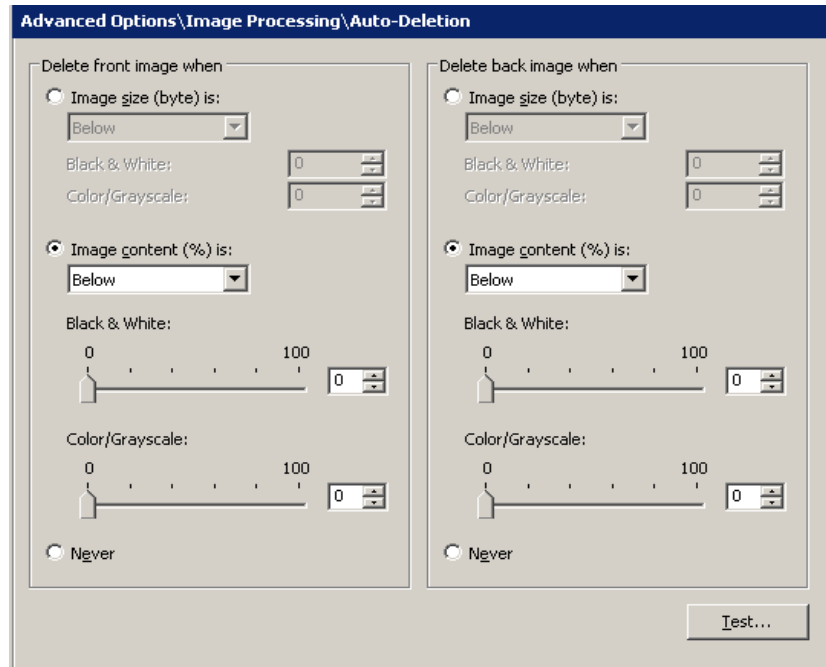 Advanced Options\Image Processing\Auto-Deletion
Delete front image when
Image size (byte) is:
Below
Black & White:
0
Color/Grayscale:
0
Image content (%) is:
Below
Black & White:
0 100
0
Color/Grayscale:
0 100
0
Never
Delete back image when
Image size (byte) is:
Below
Black & White:
0
Color/Grayscale:
0
Image content (%) is:
Below
Black & White:
0 100
0
Color/Grayscale:
0 100
0
Never
Test...